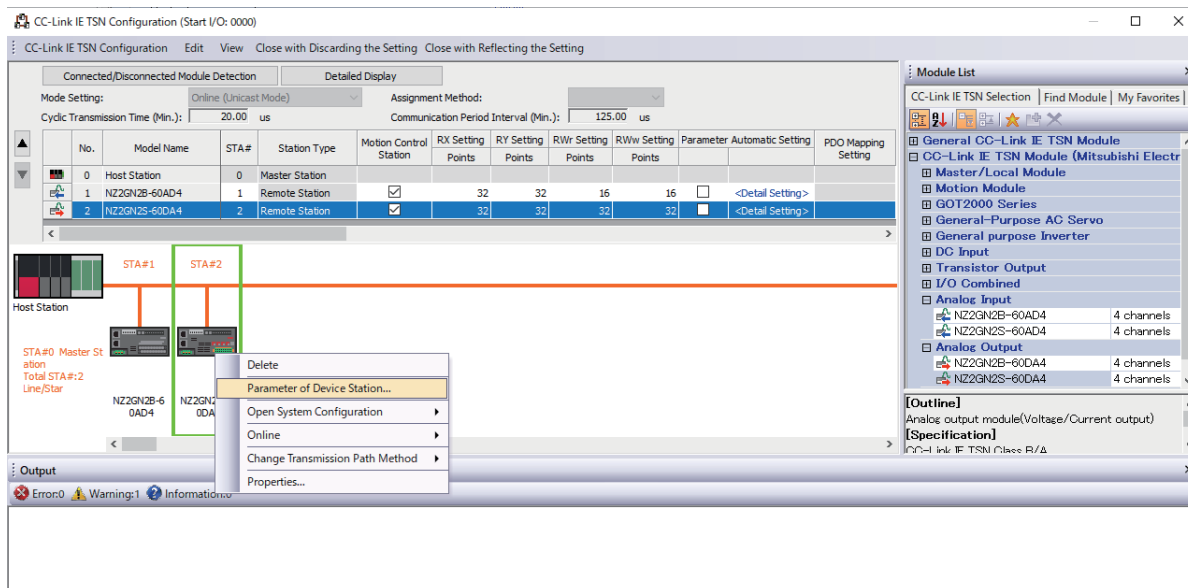 CC-Link IE TSN Configuration (Start I/O: 0000)
CC-Link IE TSN Configuration Edit View Close with Discarding the Setting Close with Reflecting the Setting
Connected/Disconnected Module Detection Detailed Display
Mode Setting: Online (Unicast Mode) Assignment Method:
Cyclic Transmission Time (Min.): 20.00 us Communication Period Interval (Min.): 125.00 us
No. Model Name STA# Station Type Motion Control Station RX Setting RY Setting RWr Setting RWw Setting Parameter Automatic Setting PDO Mapping Setting
Points Points Points Points
0 Host Station 0 Master Station
1 NZ2GN2B-60AD4 1 Remote Station 32 32 16 16 <Detail Setting>
2 NZ2GN2S-60DA4 2 Remote Station 32 32 32 32 <Detail Setting>
STA#1 STA#2
Host Station
STA#0 Master St
ation
Total STA#:2
Line/Star
NZ2GN2B-6
0AD4
NZ2GN2
0DA
Delete
Parameter of Device Station...
Open System Configuration
Online
Change Transmission Path Method
Properties...
Module List
CC-Link IE TSN Selection Find Module My Favorites
General CC-Link IE TSN Module
CC-Link IE TSN Module (Mitsubishi Electr
Master/Local Module
Motion Module
GOT2000 Series
General-Purpose AC Servo
General purpose Inverter
DC Input
Transistor Output
I/O Combined
Analog Input
NZ2GN2B-60AD4 4 channels
NZ2GN2S-60AD4 4 channels
Analog Output
NZ2GN2B-60DA4 4 channels
NZ2GN2S-60DA4 4 channels
[Outline]
Analog output module(Voltage/Current output)
[Specification]
CC-Link IE TSN Class B/A
Output
Error:0 Warning:1 Information:0